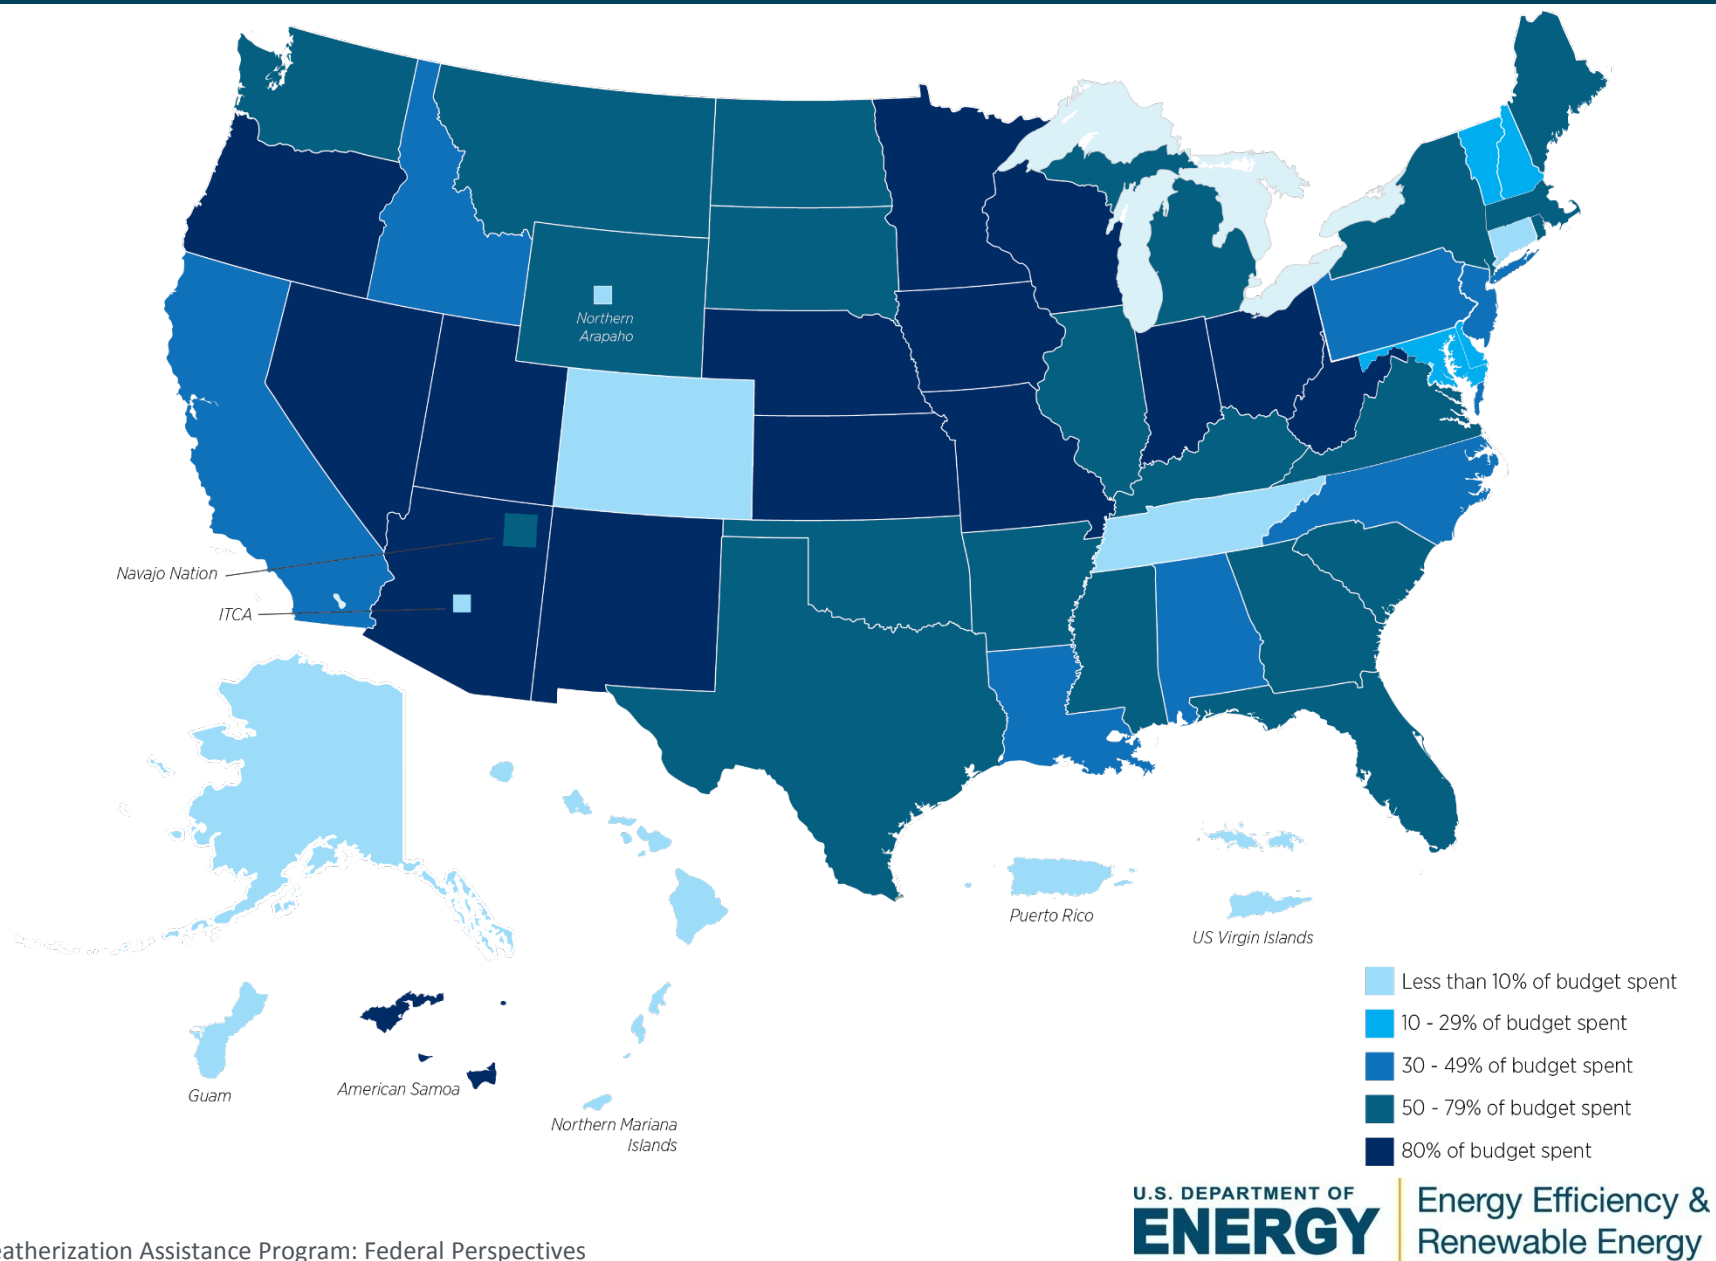 Northern
Arapaho
Navajo Nation
ITCA
Puerto Rico
US Virgin Islands
Guam
American Samoa
Northern Mariana
Islands
Less than 10% of budget spent
10 - 29% of budget spent
30 - 49% of budget spent
50 - 79% of budget spent
80% of budget spent
U.S. DEPARTMENT OF
ENERGY
Energy Efficiency &
Renewable Energy
Assistance Program: Federal Perspectives